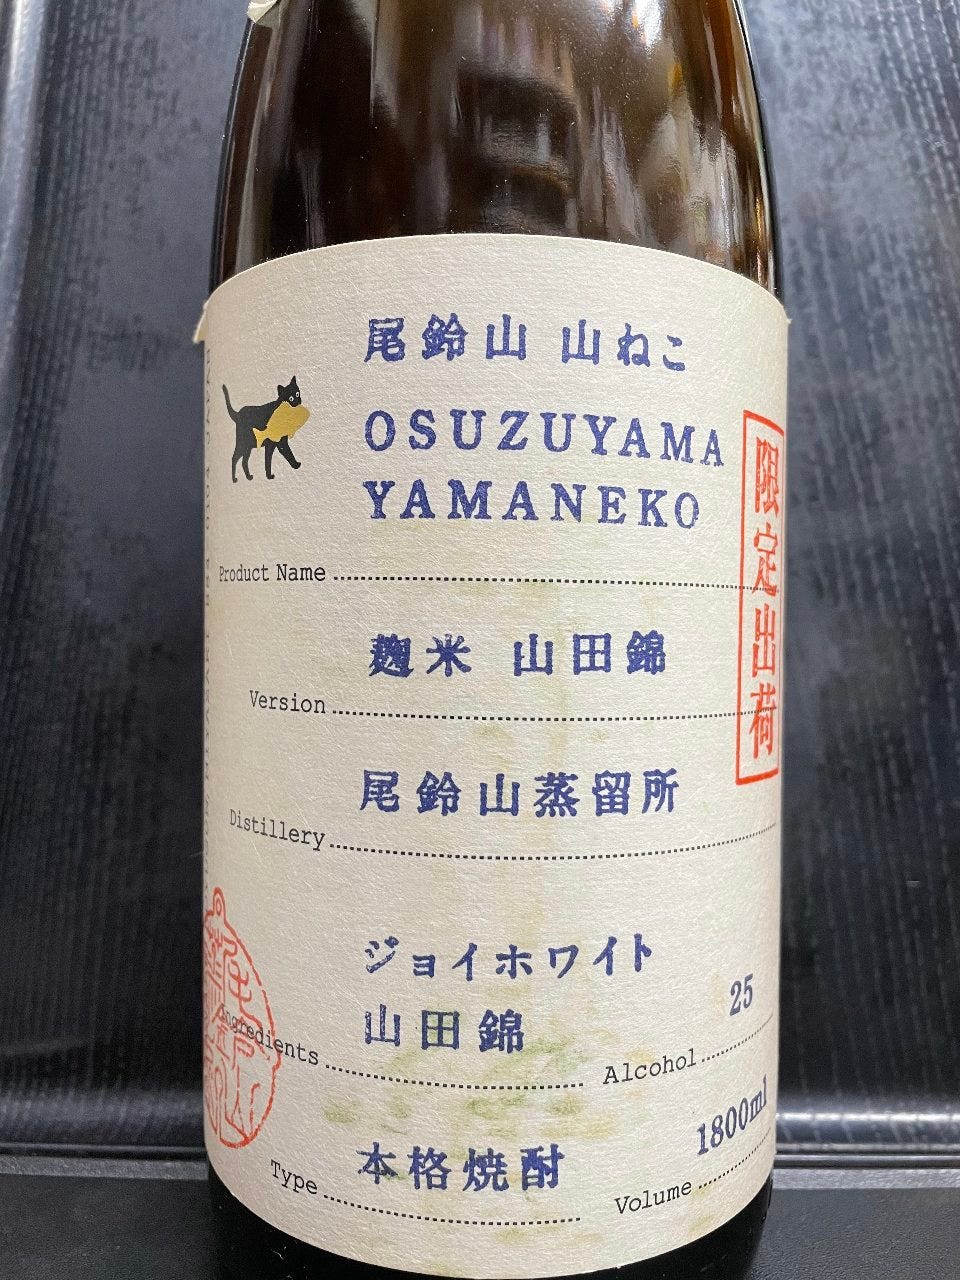 尾鈴山 山ねこ
OSUZUYAMA
YAMANEKO
Product Name
限定出荷
麹米 山田錦
Version
尾鈴山蒸留所
Distillery
ジョイホワイト
山田錦
Ingredients
25
Alcohol
本格焼酎
Type
1800ml
Volume